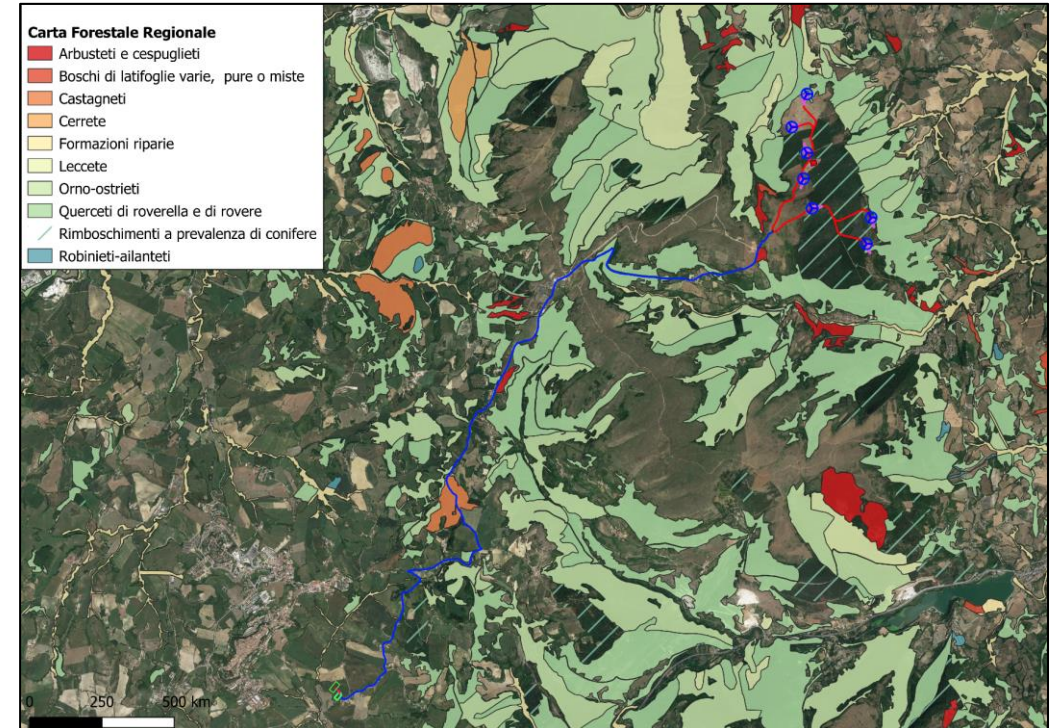 Carta Forestale Regionale
Arbusteti e cespuglieti
Boschi di latifoglie varie, pure o miste
Castagneti
Cerrete
Formazioni riparie
Leccete
Orno-ostrieti
Querceti di roverella e di rovere
Rimboschimenti a prevalenza di conifere
Robinieti-ailanteti
0 250 500 km